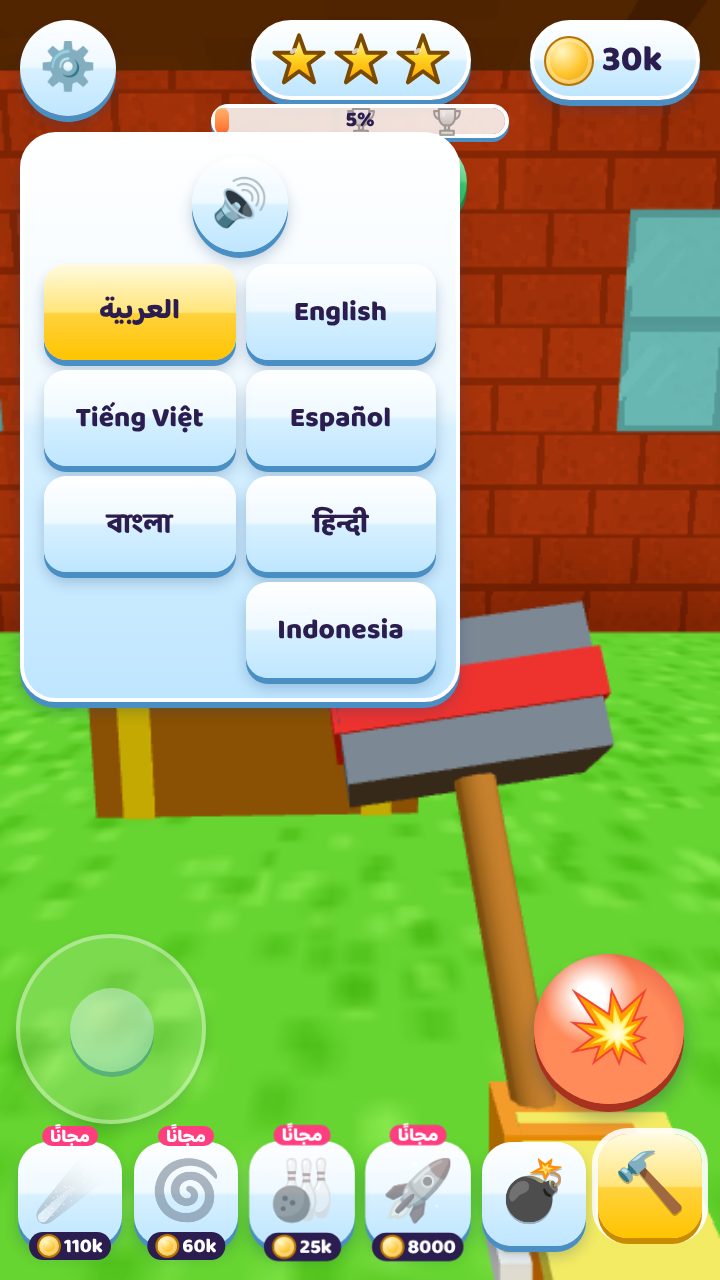 30k
5%
العربية
English
Tiếng Việt
Español
বাংলা
हिन्दी
Indonesia
مجانًا
مجانًا
مجانًا
مجانًا
110k
60k
25k
8000